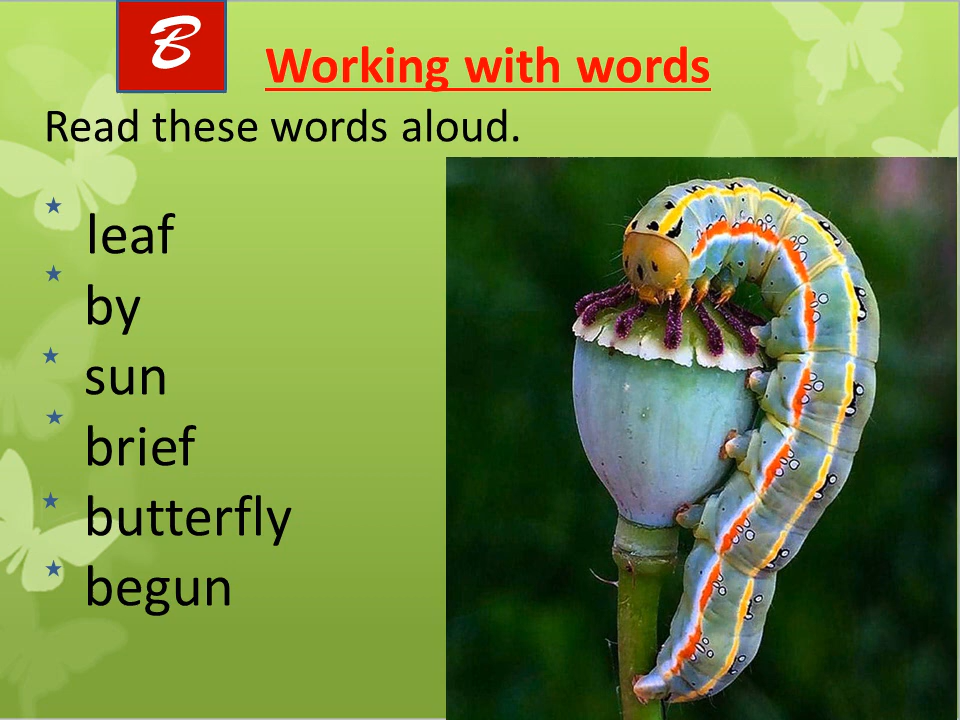 B
Working with words
Read these words aloud.
leaf
by
sun
brief
butterfly
begun